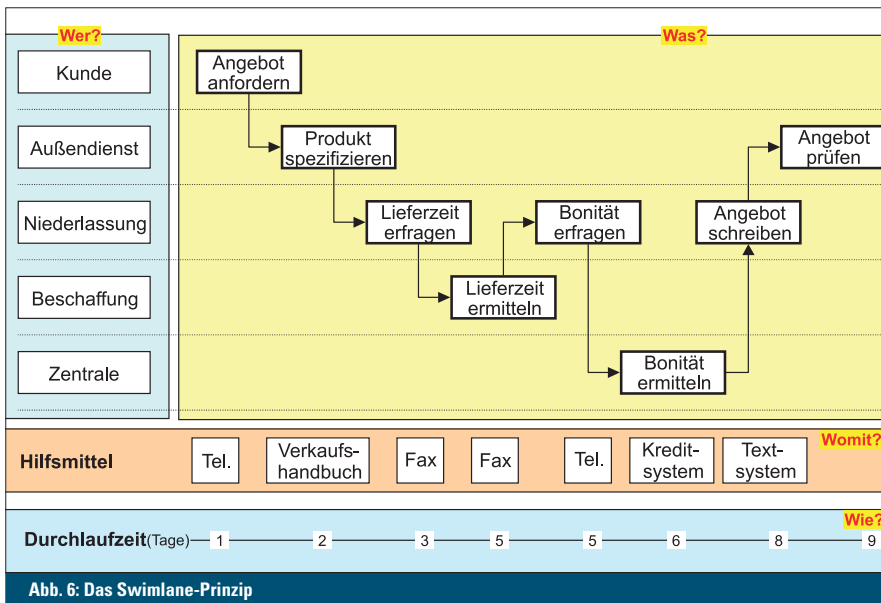 Wer?
Was?
Kunde
Angebot
anfordern
Außendienst
Produkt
spezifizieren
Angebot
prüfen
Niederlassung
Lieferzeit
erfragen
Bonität
erfragen
Angebot
schreiben
Beschaffung
Lieferzeit
ermitteln
Zentrale
Bonität
ermitteln
Womit?
Hilfsmittel
Tel.
Verkaufs-
handbuch
Fax
Fax
Tel.
Kredit-
system
Text-
system
Wie?
Durchlaufzeit(Tage) 1 2 3 5 5 6 8 9
Abb. 6: Das Swimlane-Prinzip